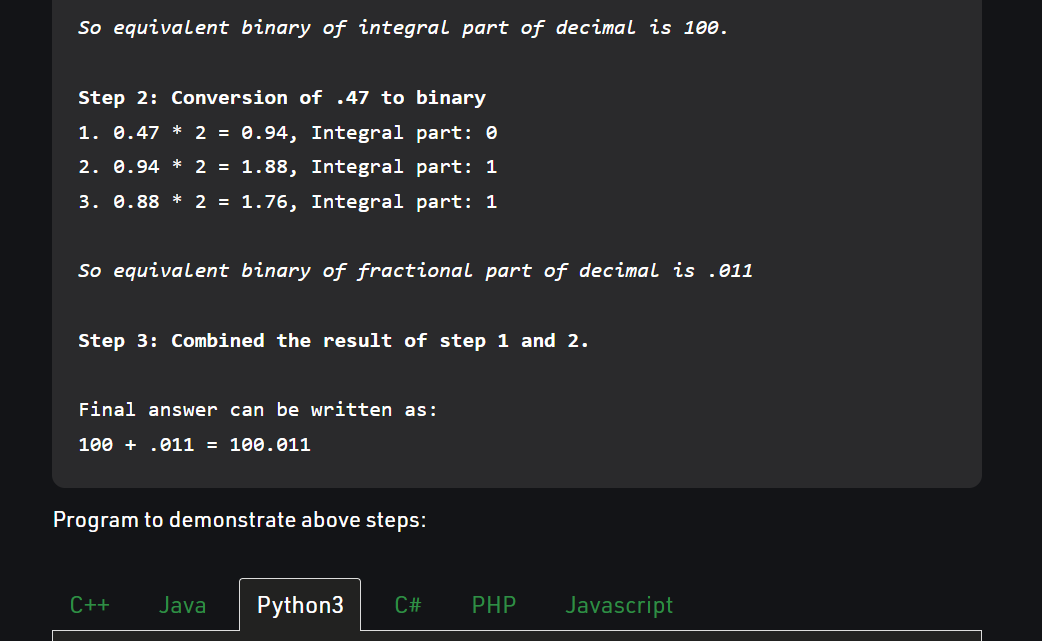 So equivalent binary of integral part of decimal is 100.
Step 2: Conversion of .47 to binary
1. 0.47 * 2 = 0.94, Integral part: 0
2. 0.94 * 2 = 1.88, Integral part: 1
3. 0.88 * 2 = 1.76, Integral part: 1
So equivalent binary of fractional part of decimal is .011
Step 3: Combined the result of step 1 and 2.
Final answer can be written as:
100 + .011 = 100.011
Program to demonstrate above steps:
C++ Java Python3 C# PHP Javascript